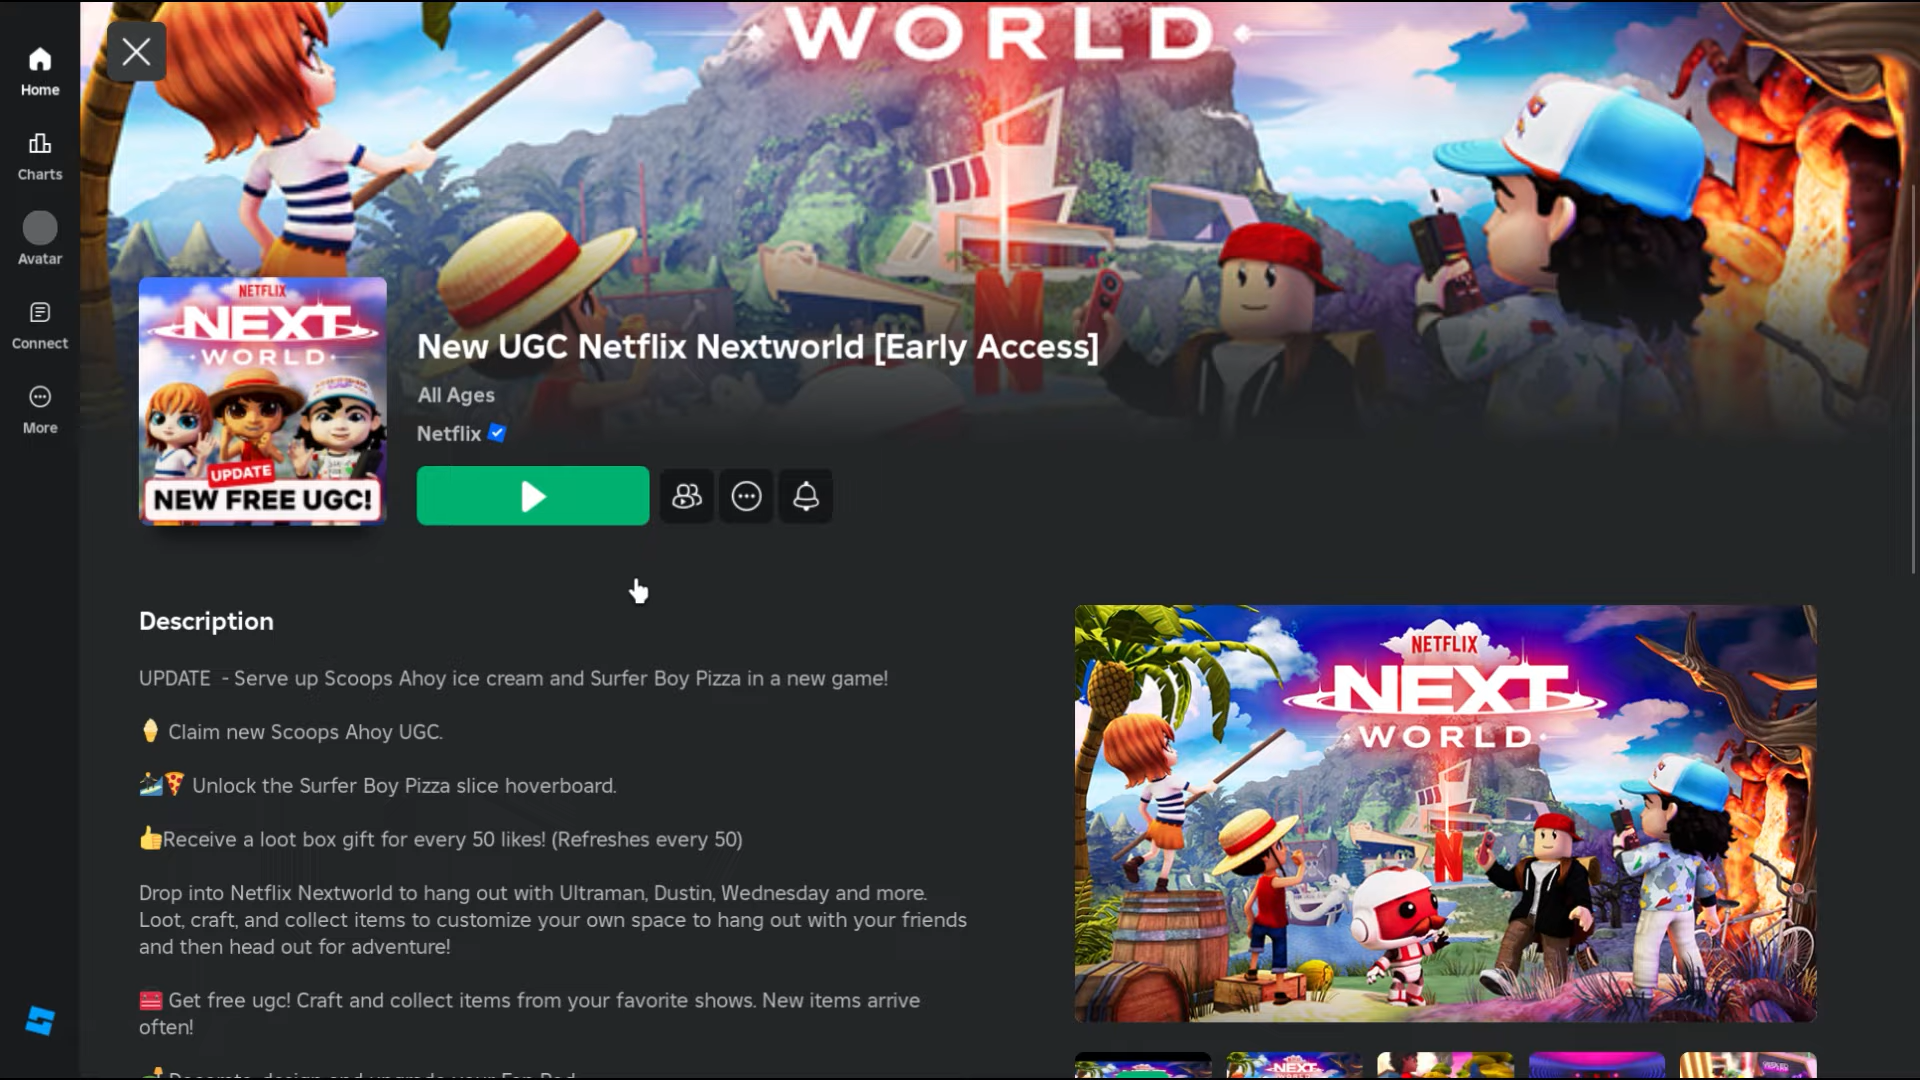 WORLD
Home
Charts
Avatar
Connect
More
NETFLIX
NEXT
WORLD
UPDATE
NEW FREE UGC!
New UGC Netflix Nextworld [Early Access]
All Ages
Netflix
Description
UPDATE - Serve up Scoops Ahoy ice cream and Surfer Boy Pizza in a new game!
🍦 Claim new Scoops Ahoy UGC.
🏄🍕 Unlock the Surfer Boy Pizza slice hoverboard.
👍Receive a loot box gift for every 50 likes! (Refreshes every 50)
Drop into Netflix Nextworld to hang out with Ultraman, Dustin, Wednesday and more.
Loot, craft, and collect items to customize your own space to hang out with your friends
and then head out for adventure!
🧰 Get free ugc! Craft and collect items from your favorite shows. New items arrive
often!
NETFLIX
NEXT
WORLD
N
N
NEXT